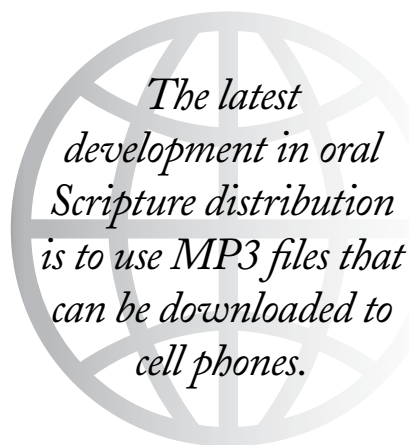 The latest
development in oral
Scripture distribution
is to use MP3 files that
can be downloaded to
cell phones.